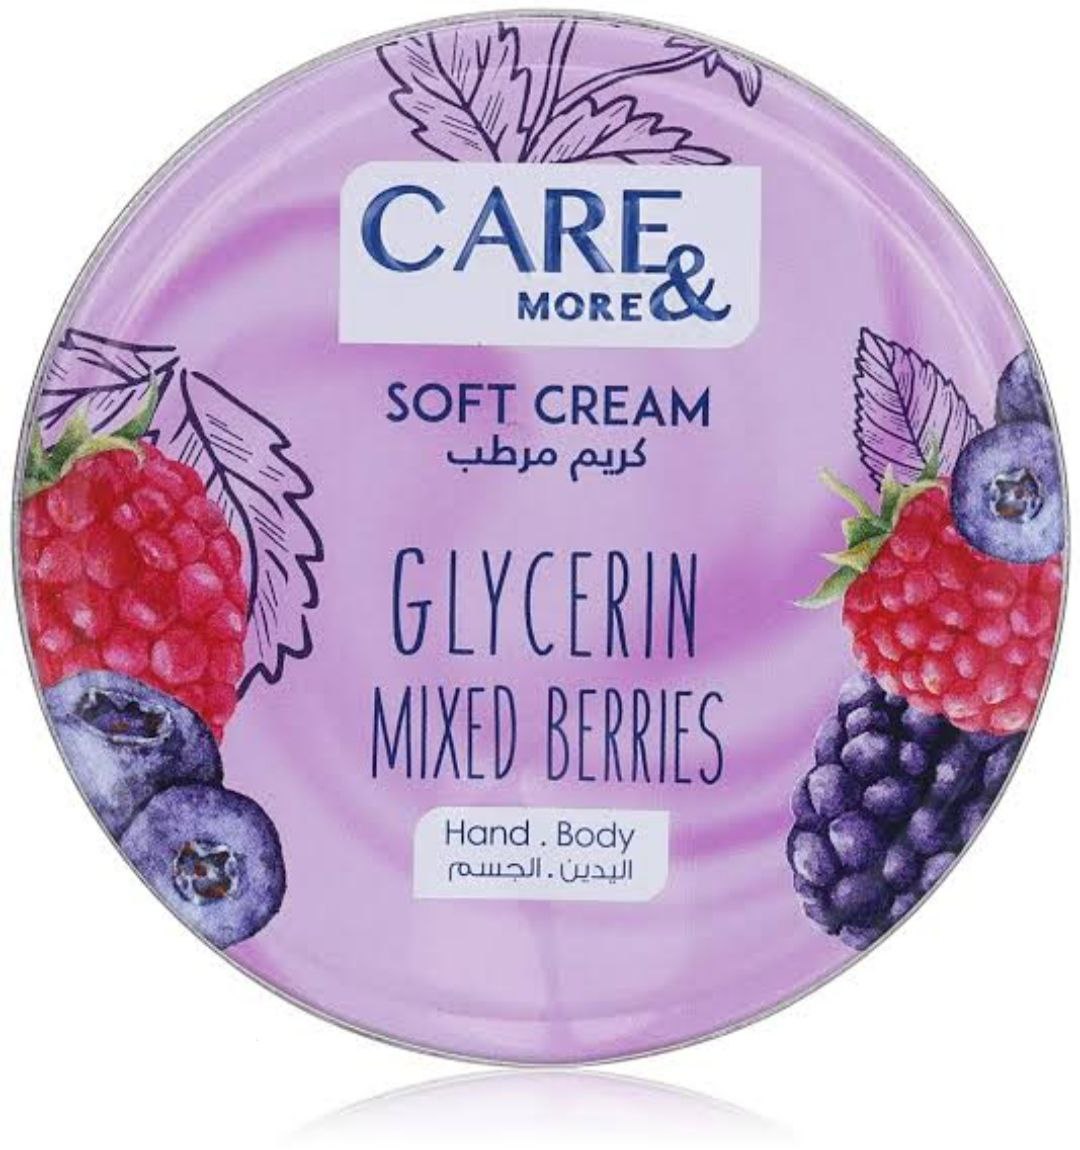 CARE &
MORE
SOFT CREAM
كريم مرطب
GLYCERIN
MIXED BERRIES
Hand . Body
اليدين . الجسم